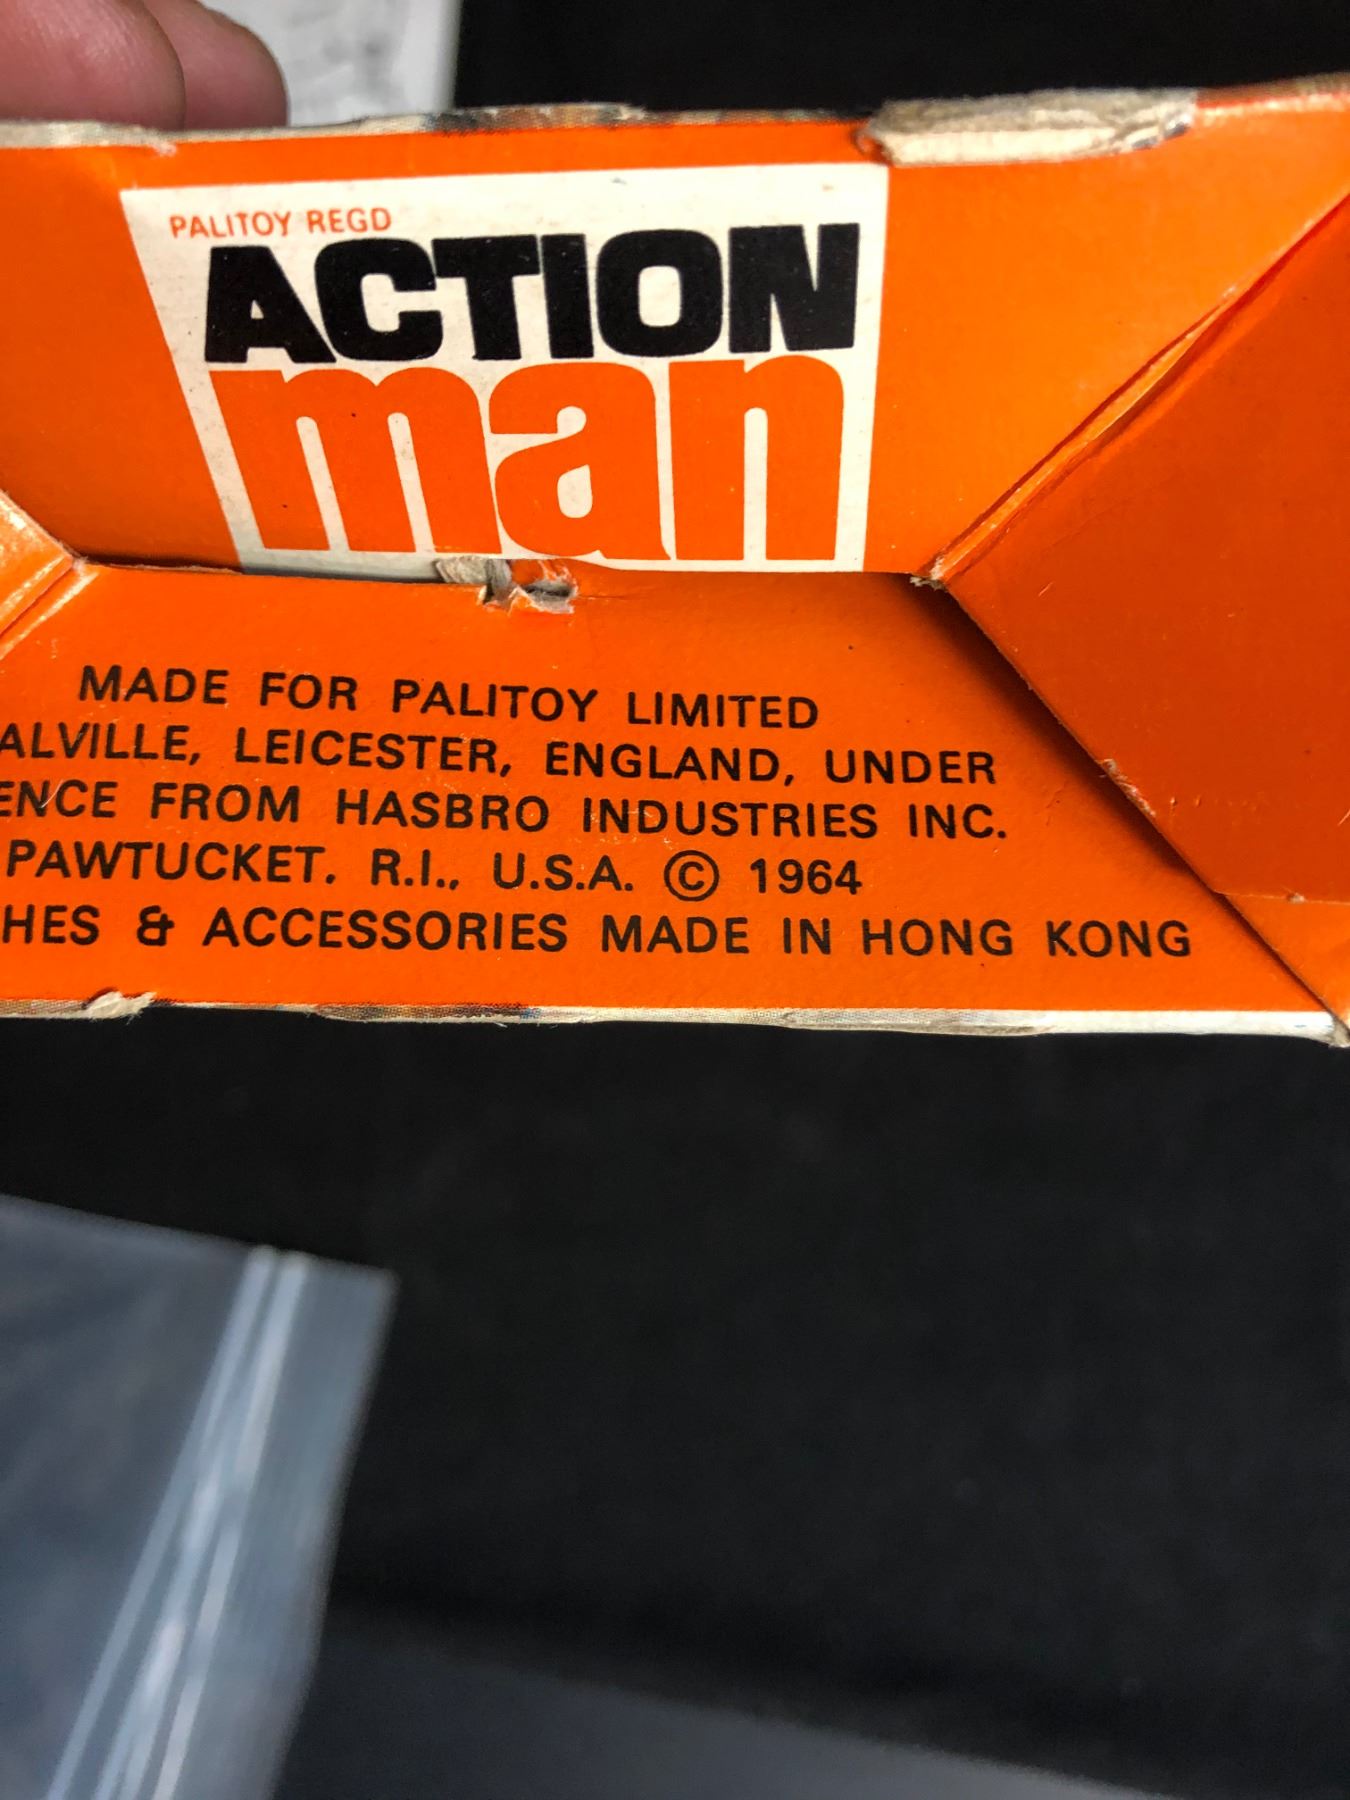 PALITOY REGD
ACTION
man
MADE FOR PALITOY LIMITED
ALVILLE, LEICESTER, ENGLAND, UNDER
ENCE FROM HASBRO INDUSTRIES INC.
PAWTUCKET. R.I., U.S.A. © 1964
HES & ACCESSORIES MADE IN HONG KONG